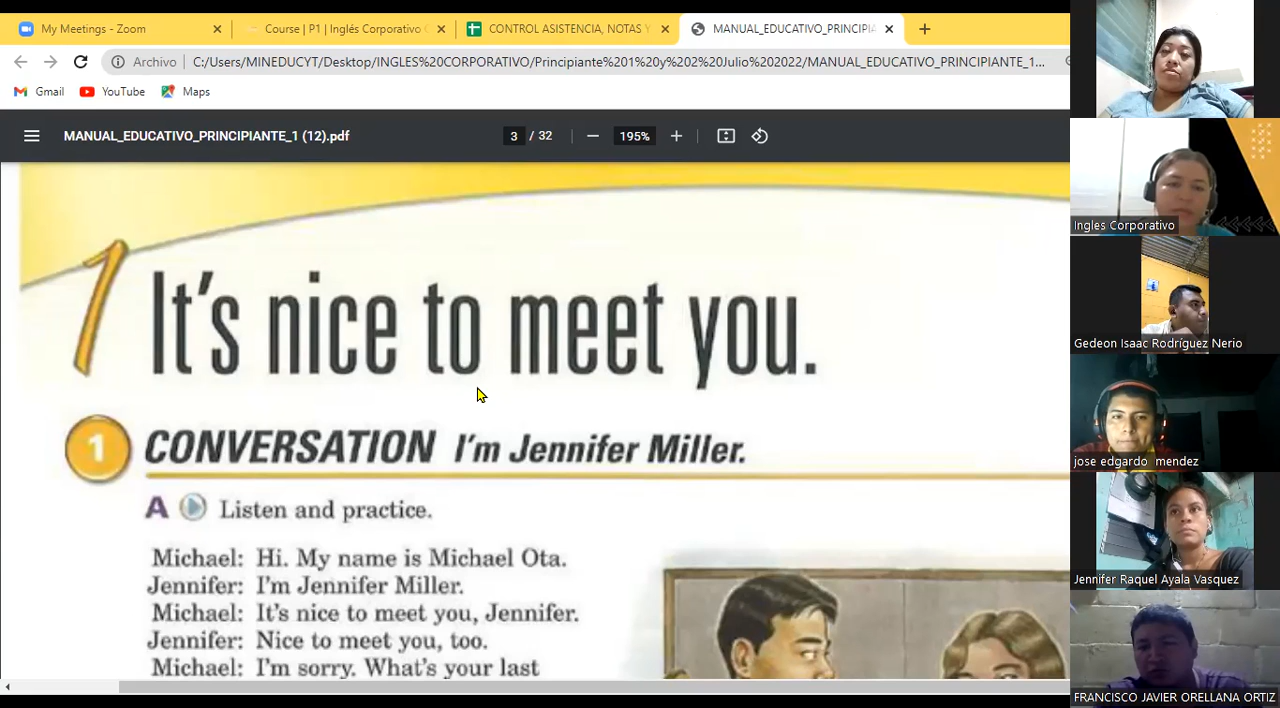 My Meetings - Zoom
Course | P1 | Inglés Corporativo
CONTROL ASISTENCIA, NOTAS Y
MANUAL_EDUCATIVO_PRINCIPIA
Archivo
C:/Users/MINEDUCYT/Desktop/INGLES%20CORPORATIVO/Principiante%201%20y%202%20Julio%202022/MANUAL_EDUCATIVO_PRINCIPIANTE_1...
Gmail
YouTube
Maps
MANUAL_EDUCATIVO_PRINCIPIANTE_1 (12).pdf
3 / 32
195%
1 It's nice to meet you.
1 CONVERSATION I'm Jennifer Miller.
A Listen and practice.
Michael: Hi. My name is Michael Ota.
Jennifer: I'm Jennifer Miller.
Michael: It's nice to meet you, Jennifer.
Jennifer: Nice to meet you, too.
Michael: I'm sorry. What's your last
Ingles Corporativo
Gedeon Isaac Rodríguez Nerio
jose edgardo mendez
Jennifer Raquel Ayala Vasquez
FRANCISCO JAVIER ORELLANA ORTIZ